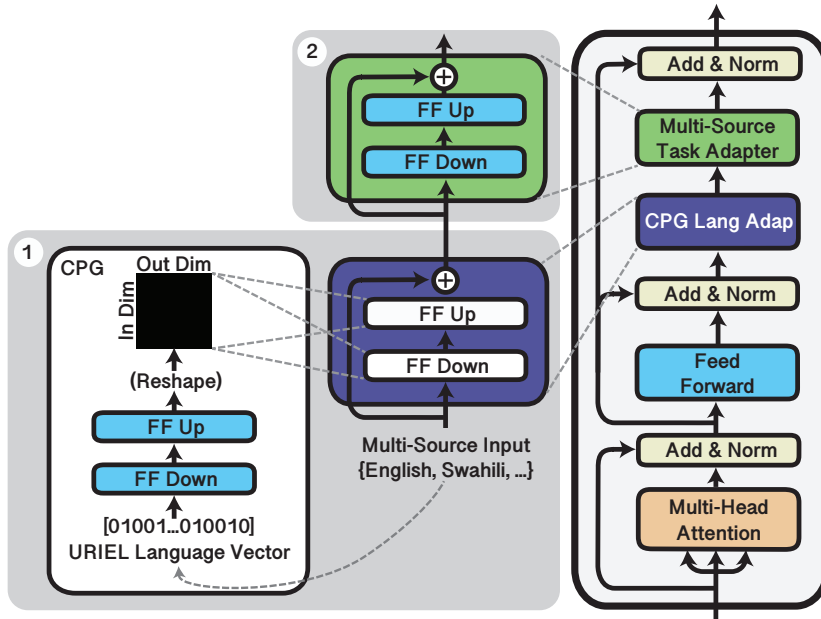 2
FF Up
FF Down
1
CPG
Out Dim
In Dim
(Reshape)
FF Up
FF Down
[01001...010010]
URIEL Language Vector
+
FF Up
FF Down
+
Multi-Source Input
{English, Swahili, ...}
Add & Norm
Multi-Source
Task Adapter
CPG Lang Adap
Add & Norm
Feed
Forward
Add & Norm
Multi-Head
Attention